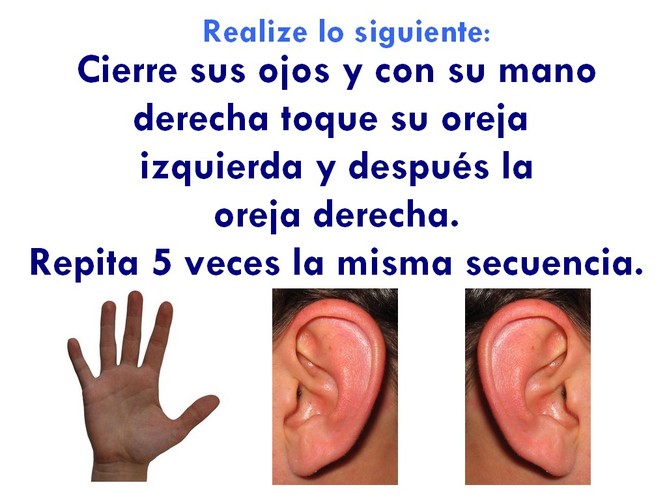 Realize lo siguiente:
Cierre sus ojos y con su mano
derecha toque su oreja
izquierda y después la
oreja derecha.
Repita 5 veces la misma secuencia.